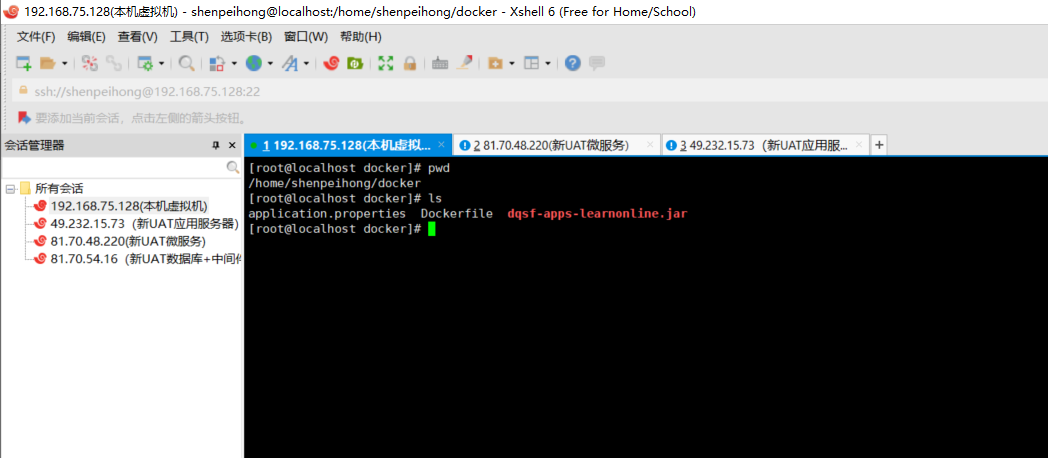 192.168.75.128(本机虚拟机) - shenpeihong@localhost:/home/shenpeihong/docker - Xshell 6 (Free for Home/School)
文件(F) 编辑(E) 查看(V) 工具(T) 选项卡(B) 窗口(W) 帮助(H)
ssh://shenpeihong@192.168.75.128:22
要添加当前会话，点击左侧的箭头按钮。
会话管理器
1 192.168.75.128(本机虚拟... 2 81.70.48.220(新UAT微服务) 3 49.232.15.73（新UAT应用服...
所有会话
192.168.75.128(本机虚拟机)
49.232.15.73（新UAT应用服务器）
81.70.48.220(新UAT微服务)
81.70.54.16（新UAT数据库+中间件
[root@localhost docker]# pwd
/home/shenpeihong/docker
[root@localhost docker]# ls
application.properties Dockerfile dqsf-apps-learnonline.jar
[root@localhost docker]#